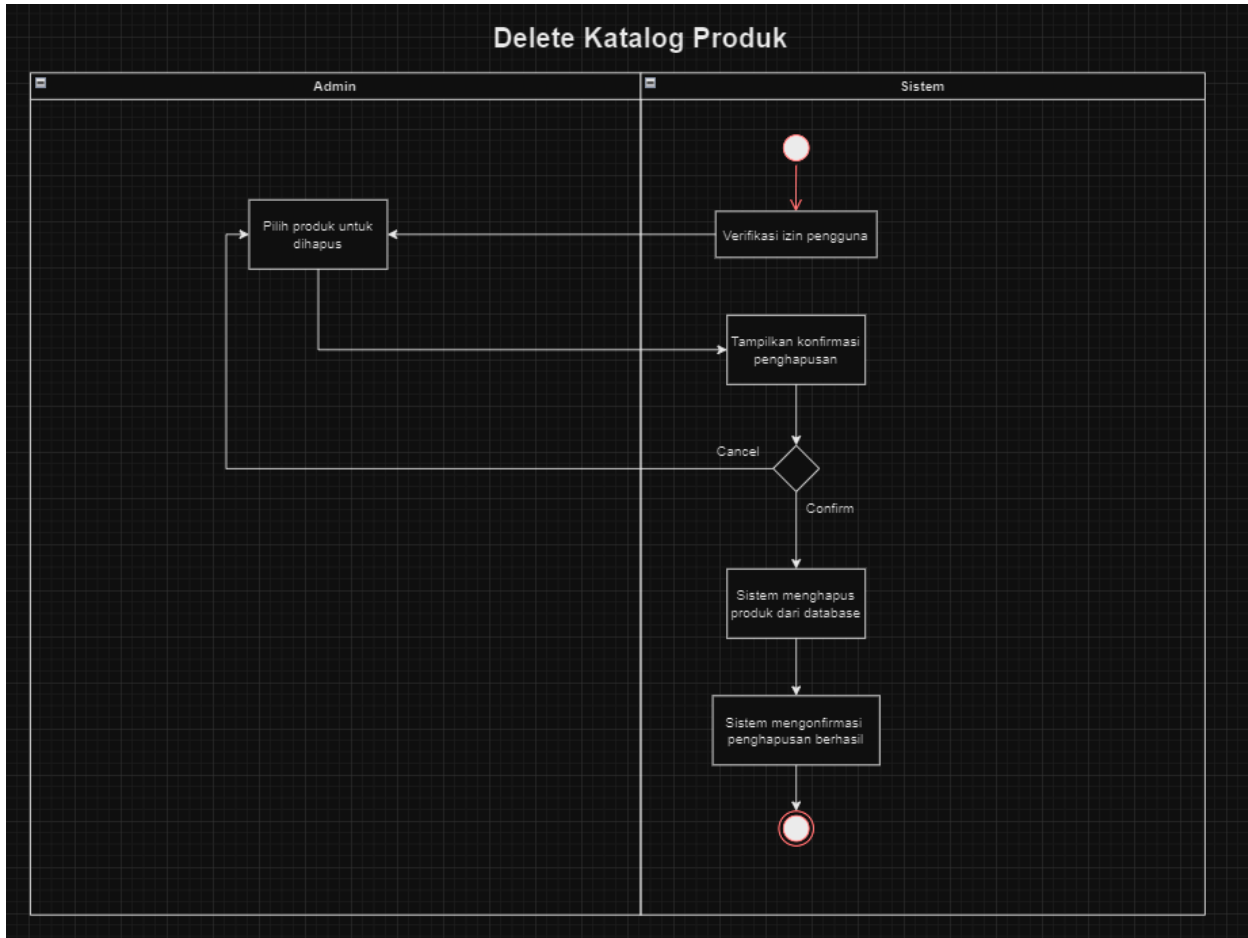 Delete Katalog Produk
Admin
Sistem
Pilih produk untuk
dihapus
Verifikasi izin pengguna
Tampilkan konfirmasi
penghapusan
Cancel
Confirm
Sistem menghapus
produk dari database
Sistem mengonfirmasi
penghapusan berhasil